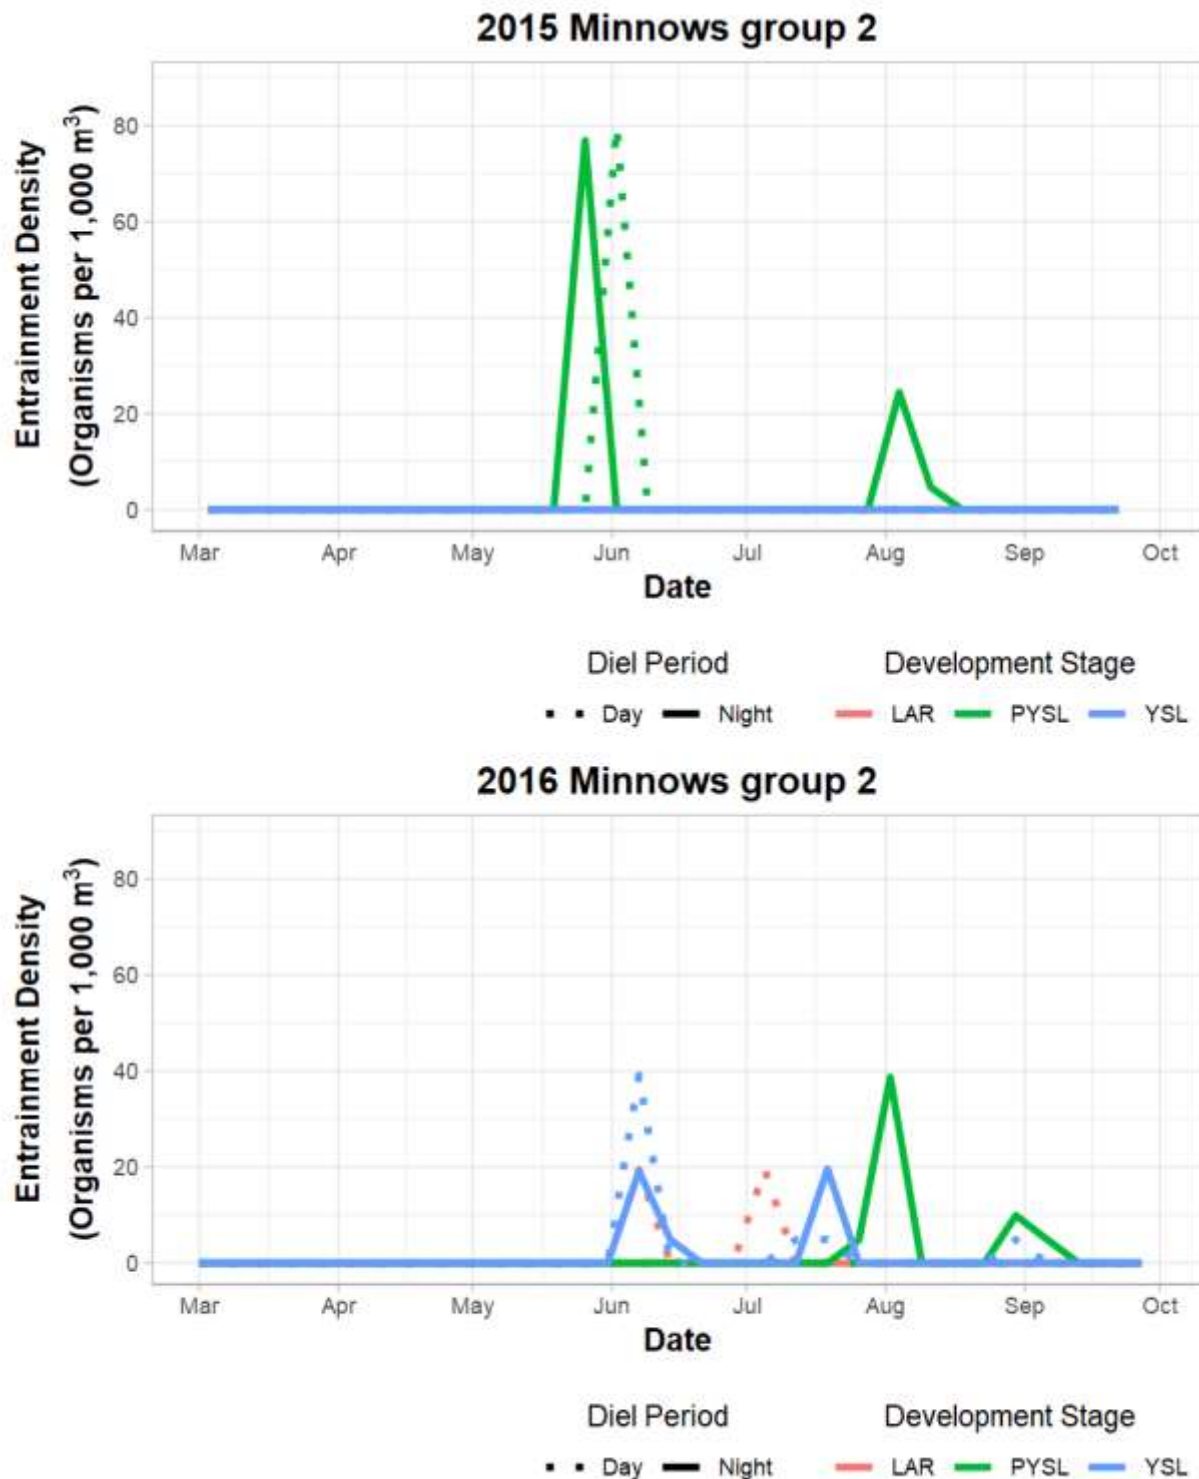 2015 Minnows group 2
Entrainment Density
(Organisms per 1,000 m³)
80
60
40
20
0
Mar Apr May Jun Jul Aug Sep Oct
Date
Diel Period Development Stage
Day Night LAR PYSL YSL
2016 Minnows group 2
Entrainment Density
(Organisms per 1,000 m³)
80
60
40
20
0
Mar Apr May Jun Jul Aug Sep Oct
Date
Diel Period Development Stage
Day Night LAR PYSL YSL